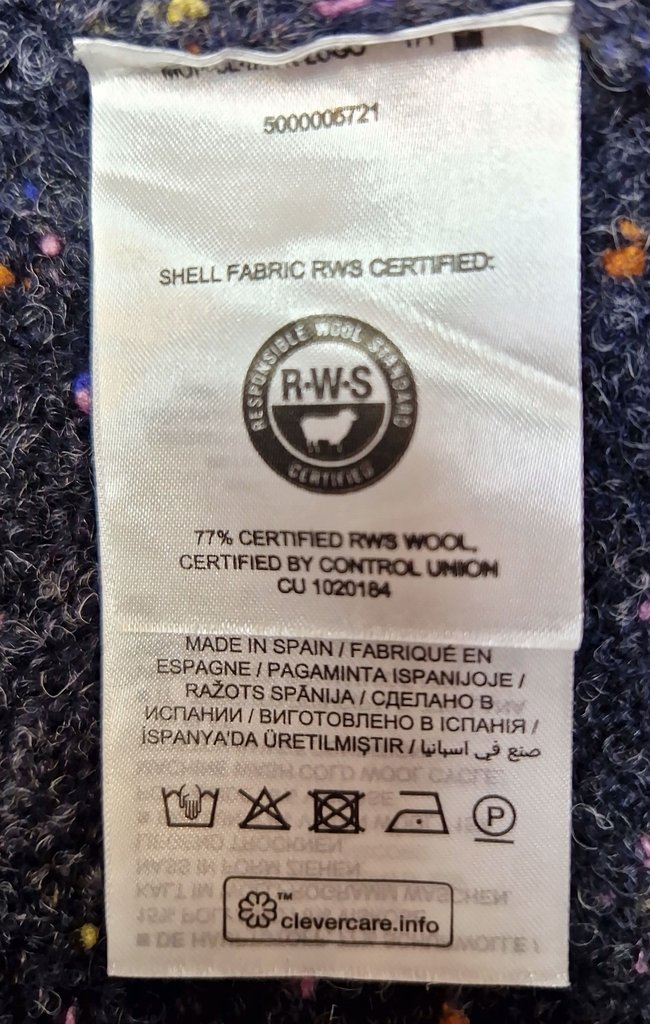 5000006721
SHELL FABRIC RWS CERTIFIED:
RESPONSIBLE WOOL STANDARD
R·W·S
CERTIFIED
77% CERTIFIED RWS WOOL,
CERTIFIED BY CONTROL UNION
CU 1020184
MADE IN SPAIN / FABRIQUÉ EN
ESPAGNE / PAGAMINTA ISPANIJOJE /
RAŽOTS SPĀNIJA / СДЕЛАНО В
ИСПАНИИ / ВИГОТОВЛЕНО В ІСПАНІЯ /
İSPANYA'DA ÜRETILMIŞTIR / صنع في اسبانيا
P
™
clevercare.info